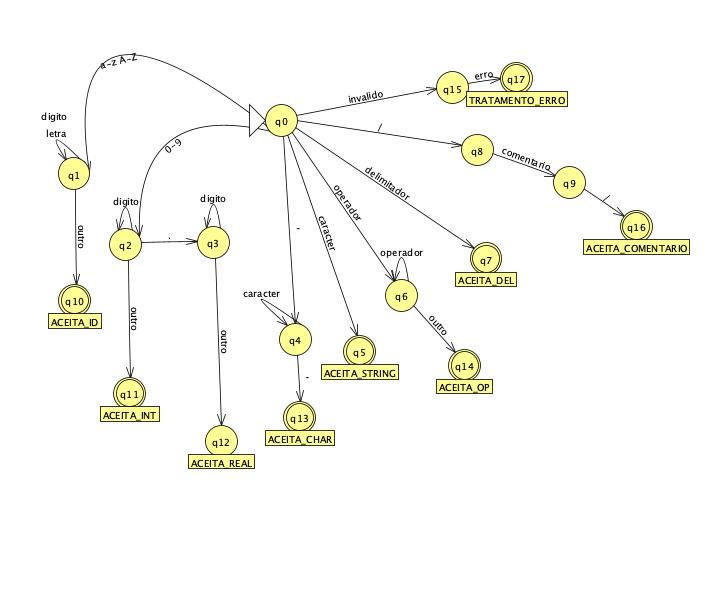 a-z A-Z
invalido
q15
erro
q17
TRATAMENTO_ERRO
q0
/
q8
comentario
q9
/
q16
ACEITA_COMENTARIO
digito
letra
q1
0-9
operador
delimitador
digito
digito
caracter
-
.
q2
q3
operador
q7
ACEITA_DEL
outro
q10
ACEITA_ID
caracter
q6
outro
outro
outro
q4
q5
ACEITA_STRING
q14
ACEITA_OP
-
q11
ACEITA_INT
q13
ACEITA_CHAR
q12
ACEITA_REAL